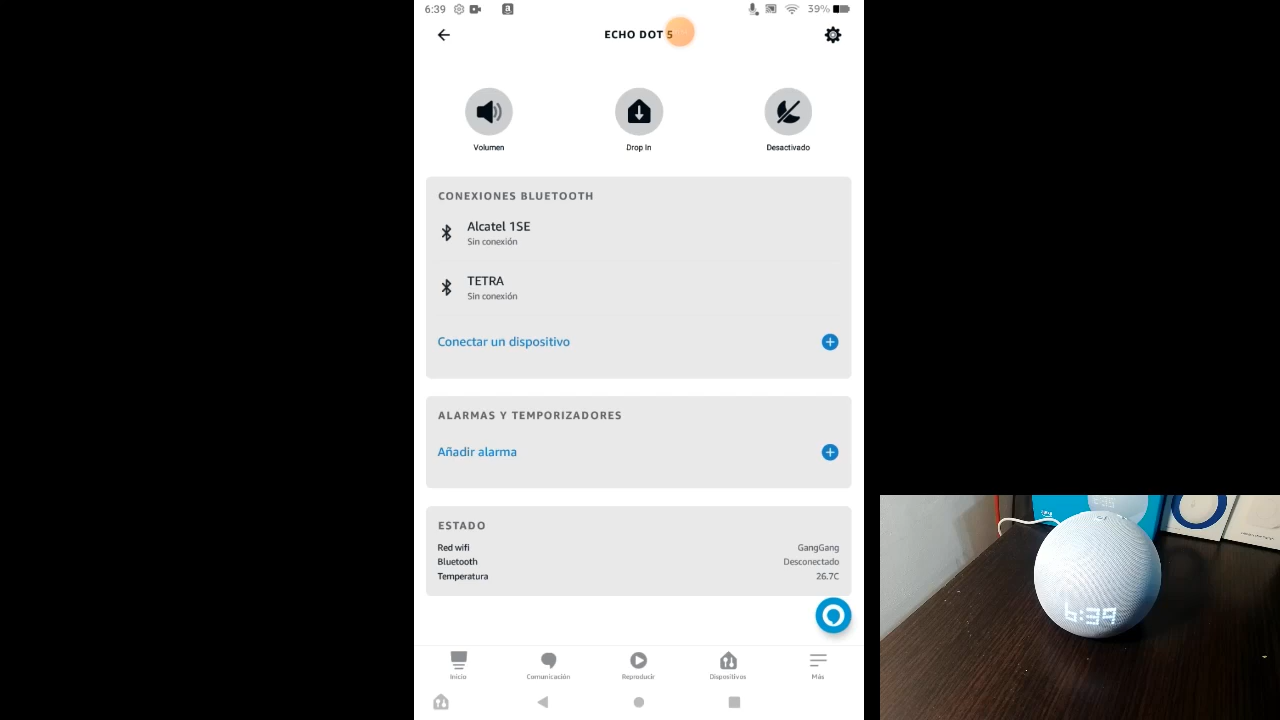 6:39
39%
ECHO DOT 5
Volumen
Drop In
Desactivado
CONEXIONES BLUETOOTH
Alcatel 1SE
Sin conexión
TETRA
Sin conexión
Conectar un dispositivo
ALARMAS Y TEMPORIZADORES
Añadir alarma
ESTADO
Red wifi GangGang
Bluetooth Desconectado
Temperatura 26.7C
Inicio
Comunicación
Reproducir
Dispositivos
Más
6:39